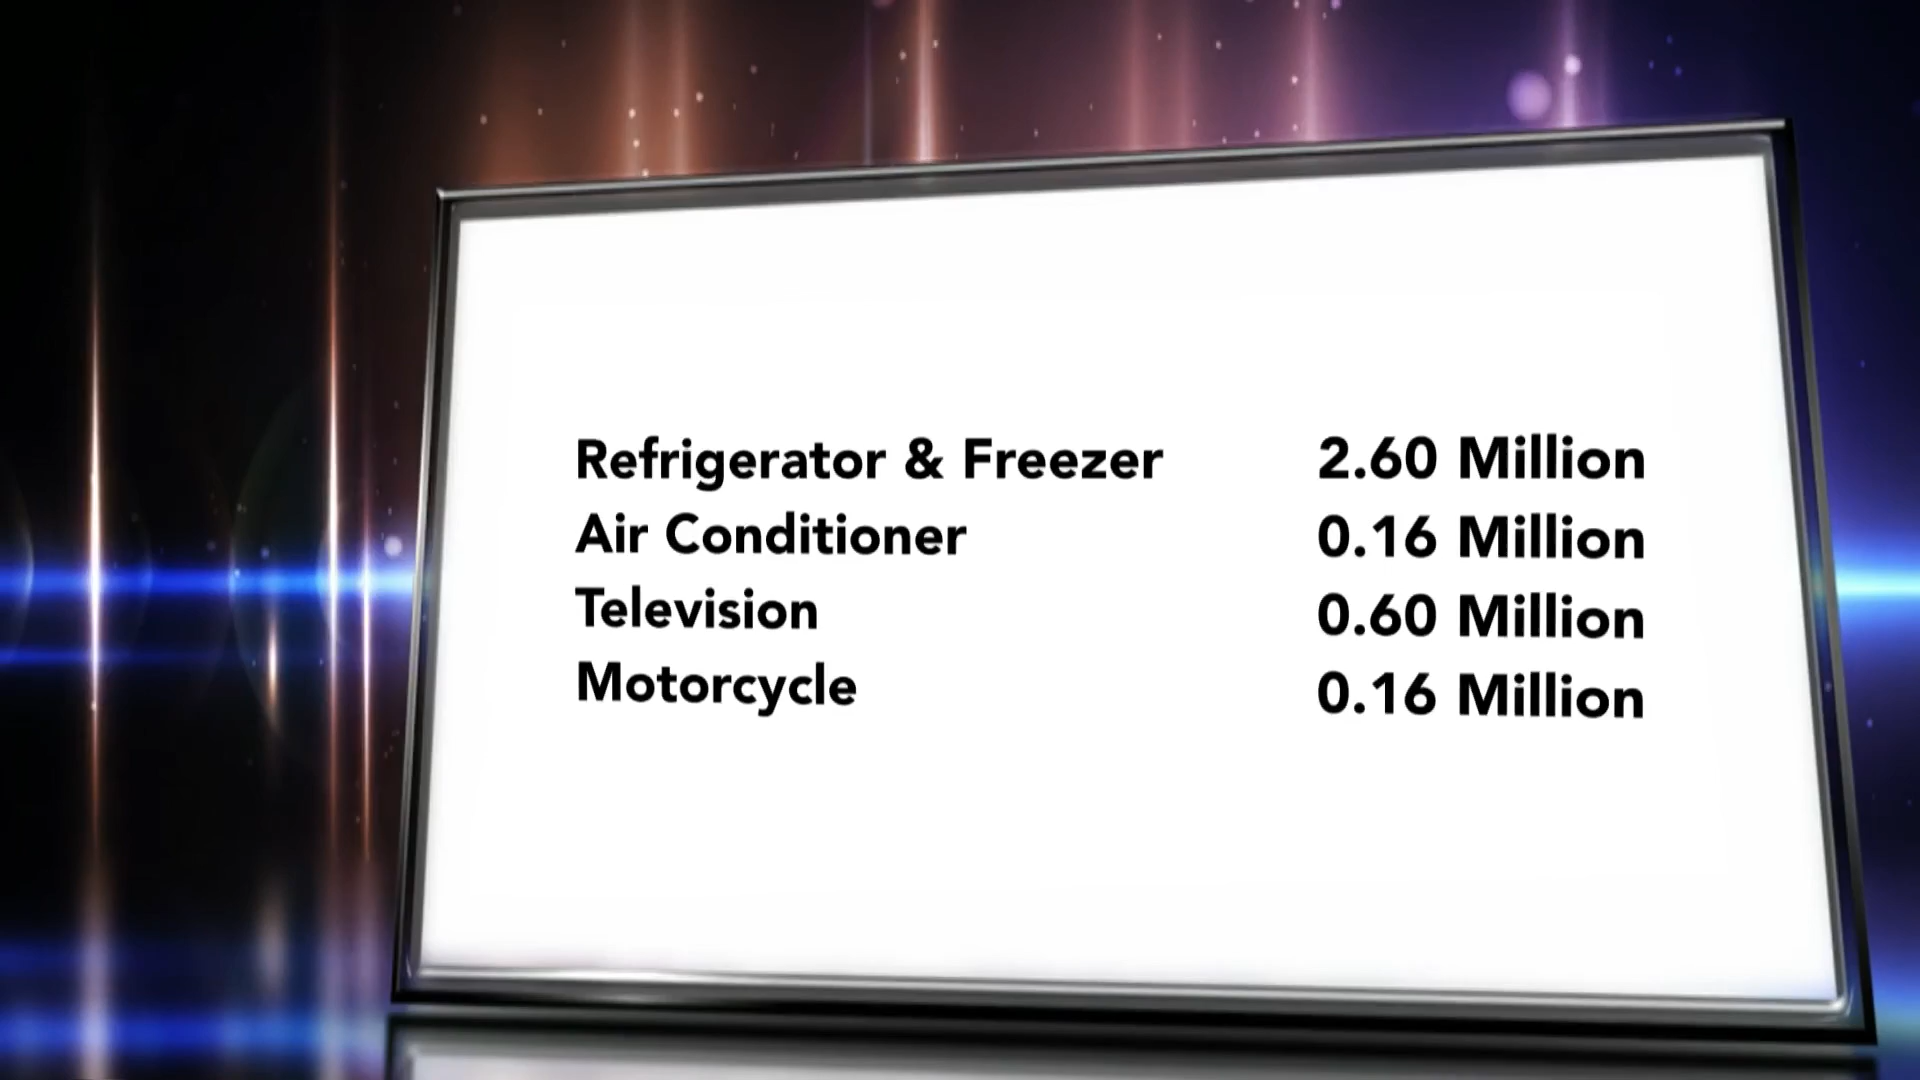 Refrigerator & Freezer 2.60 Million
Air Conditioner 0.16 Million
Television 0.60 Million
Motorcycle 0.16 Million